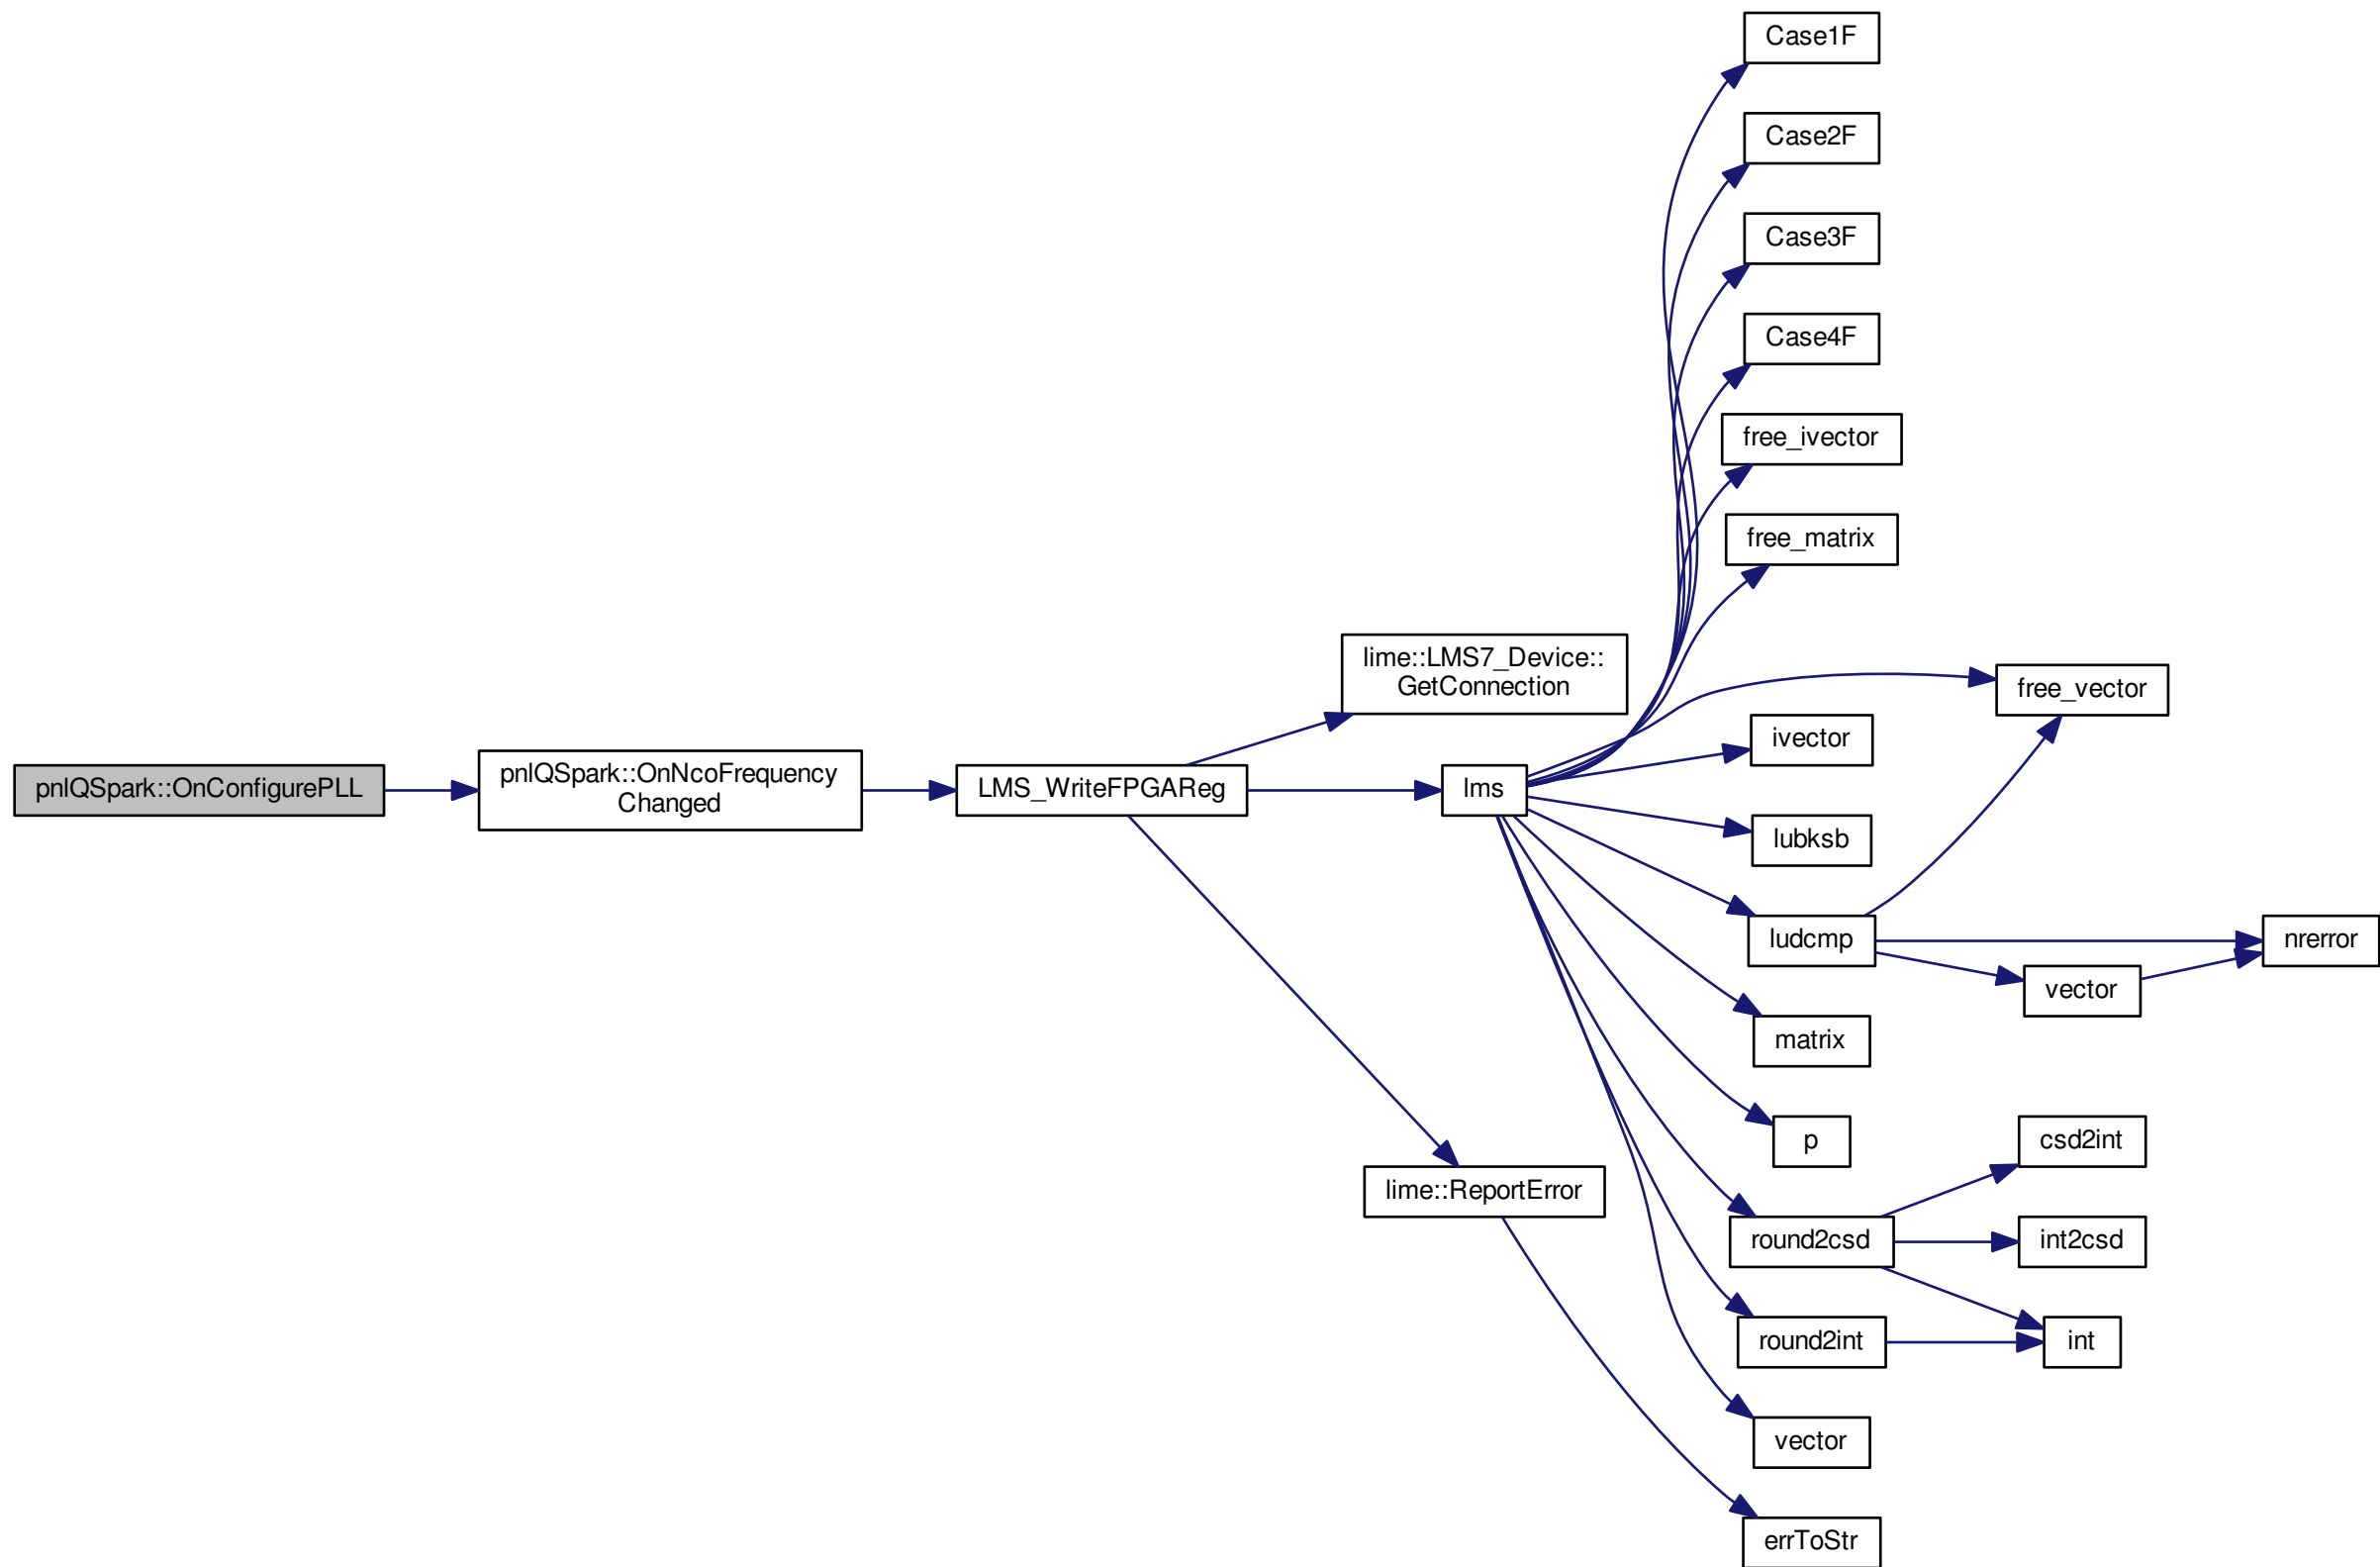 Case1F
Case2F
Case3F
Case4F
free_ivector
free_matrix
lime::LMS7_Device::
GetConnection
free_vector
ivector
pnlQSpark::OnConfigurePLL
pnlQSpark::OnNcoFrequency
Changed
LMS_WriteFPGAReg
lms
lubksb
ludcmp
nrerror
vector
matrix
p
csd2int
lime::ReportError
round2csd
int2csd
round2int
int
vector
errToStr